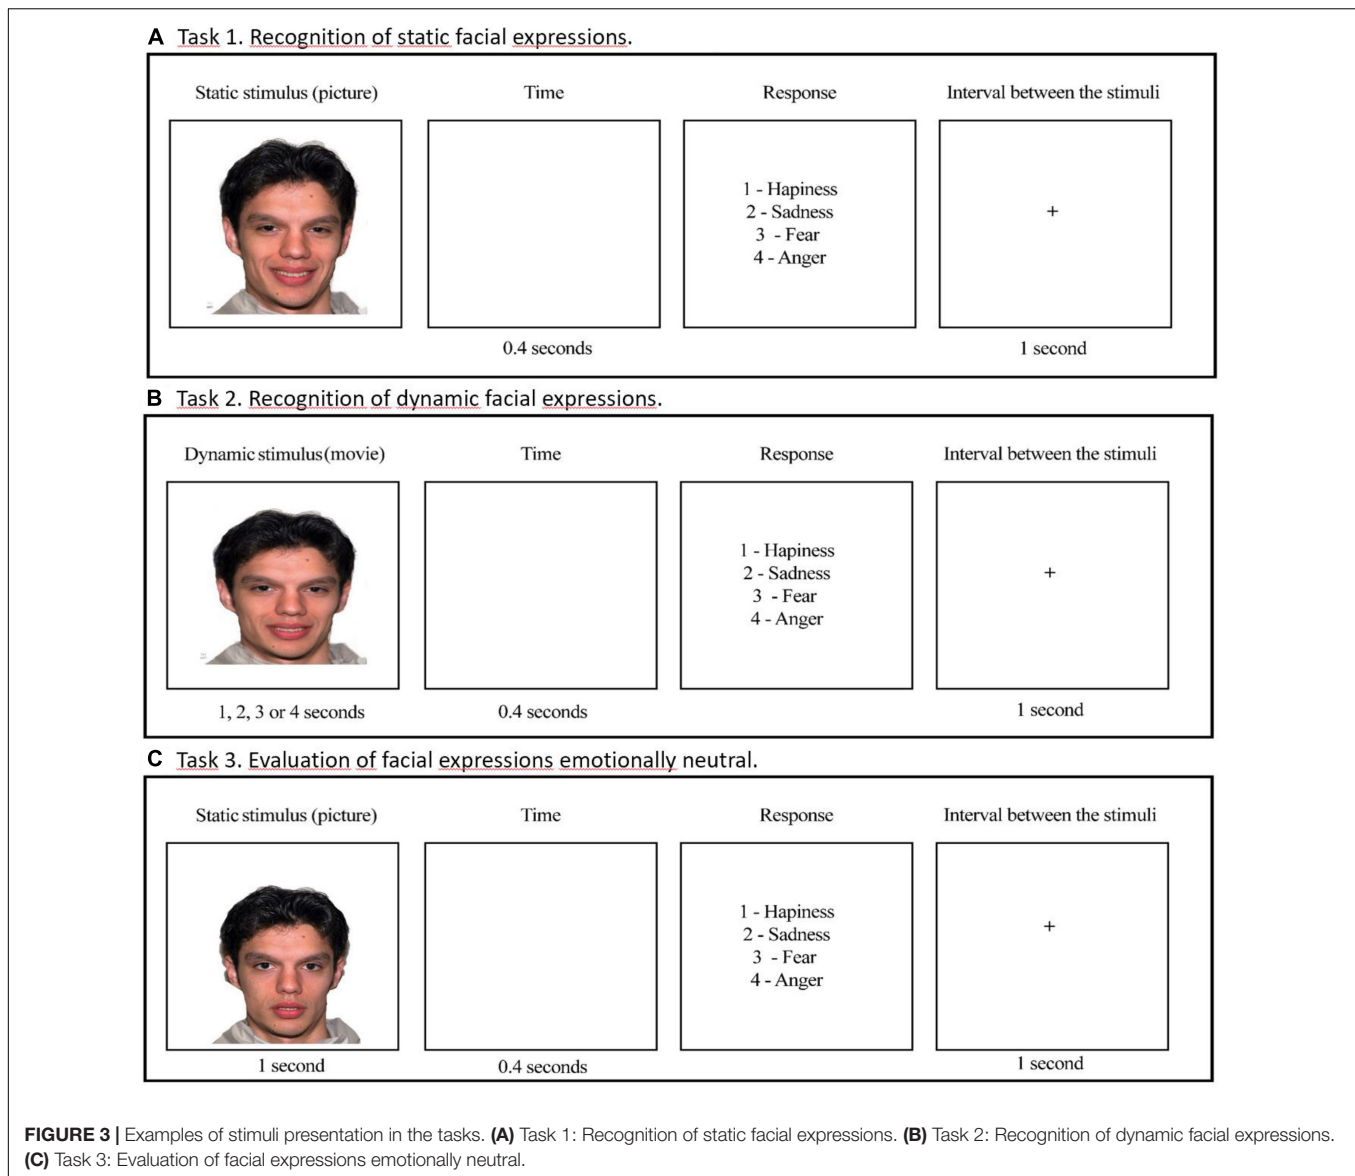 A Task 1. Recognition of static facial expressions.
Static stimulus (picture) Time Response Interval between the stimuli
1 - Hapiness
2 - Sadness
+
3 - Fear
4 - Anger
0.4 seconds 1 second
B Task 2. Recognition of dynamic facial expressions.
Dynamic stimulus (movie) Time Response Interval between the stimuli
1 - Hapiness
2 - Sadness
+
3 - Fear
4 - Anger
1, 2, 3 or 4 seconds 0.4 seconds 1 second
C Task 3. Evaluation of facial expressions emotionally neutral.
Static stimulus (picture) Time Response Interval between the stimuli
1 - Hapiness
+
2 - Sadness
3 - Fear
4 - Anger
1 second 0.4 seconds 1 second
FIGURE 3 | Examples of stimuli presentation in the tasks. (A) Task 1: Recognition of static facial expressions. (B) Task 2: Recognition of dynamic facial expressions.
(C) Task 3: Evaluation of facial expressions emotionally neutral.